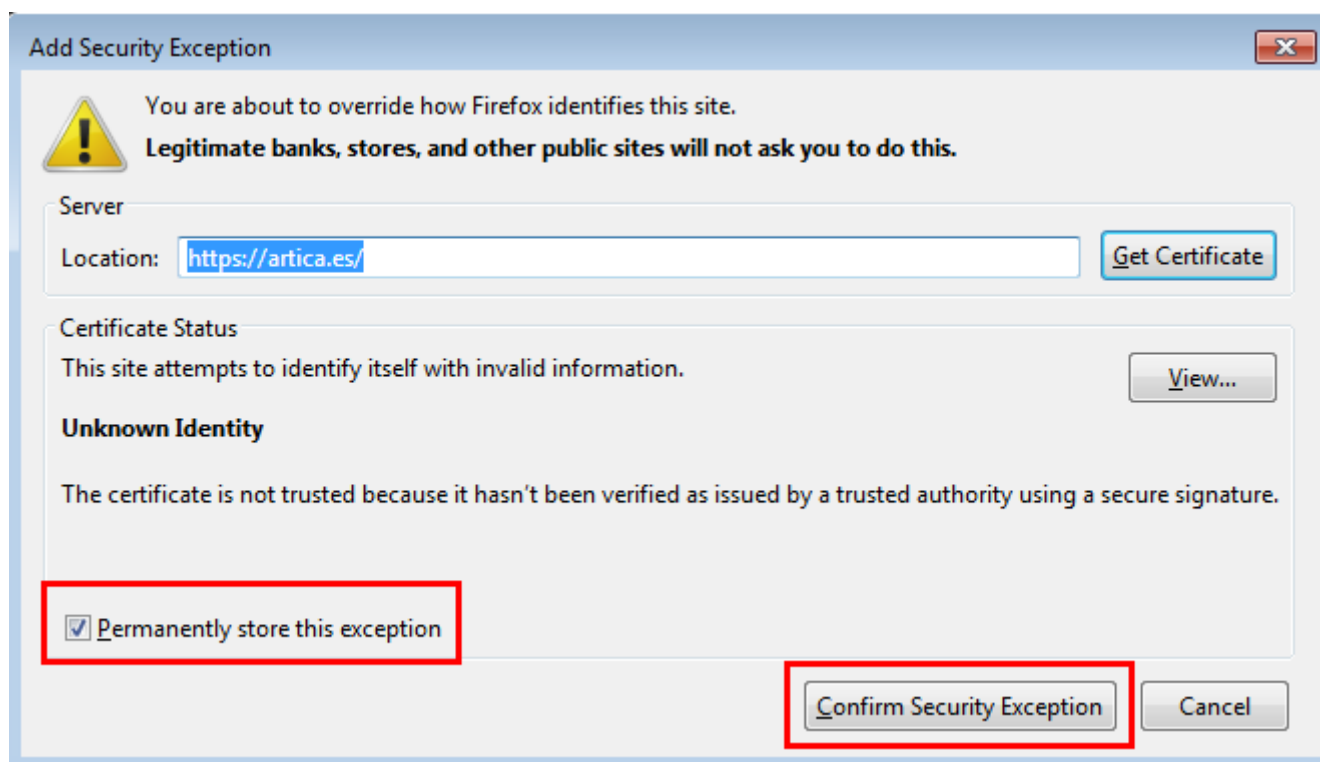 Add Security Exception
You are about to override how Firefox identifies this site.
Legitimate banks, stores, and other public sites will not ask you to do this.
Server
Location: https://artica.es/ Get Certificate
Certificate Status
This site attempts to identify itself with invalid information.
View...
Unknown Identity
The certificate is not trusted because it hasn't been verified as issued by a trusted authority using a secure signature.
Permanently store this exception
Confirm Security Exception Cancel